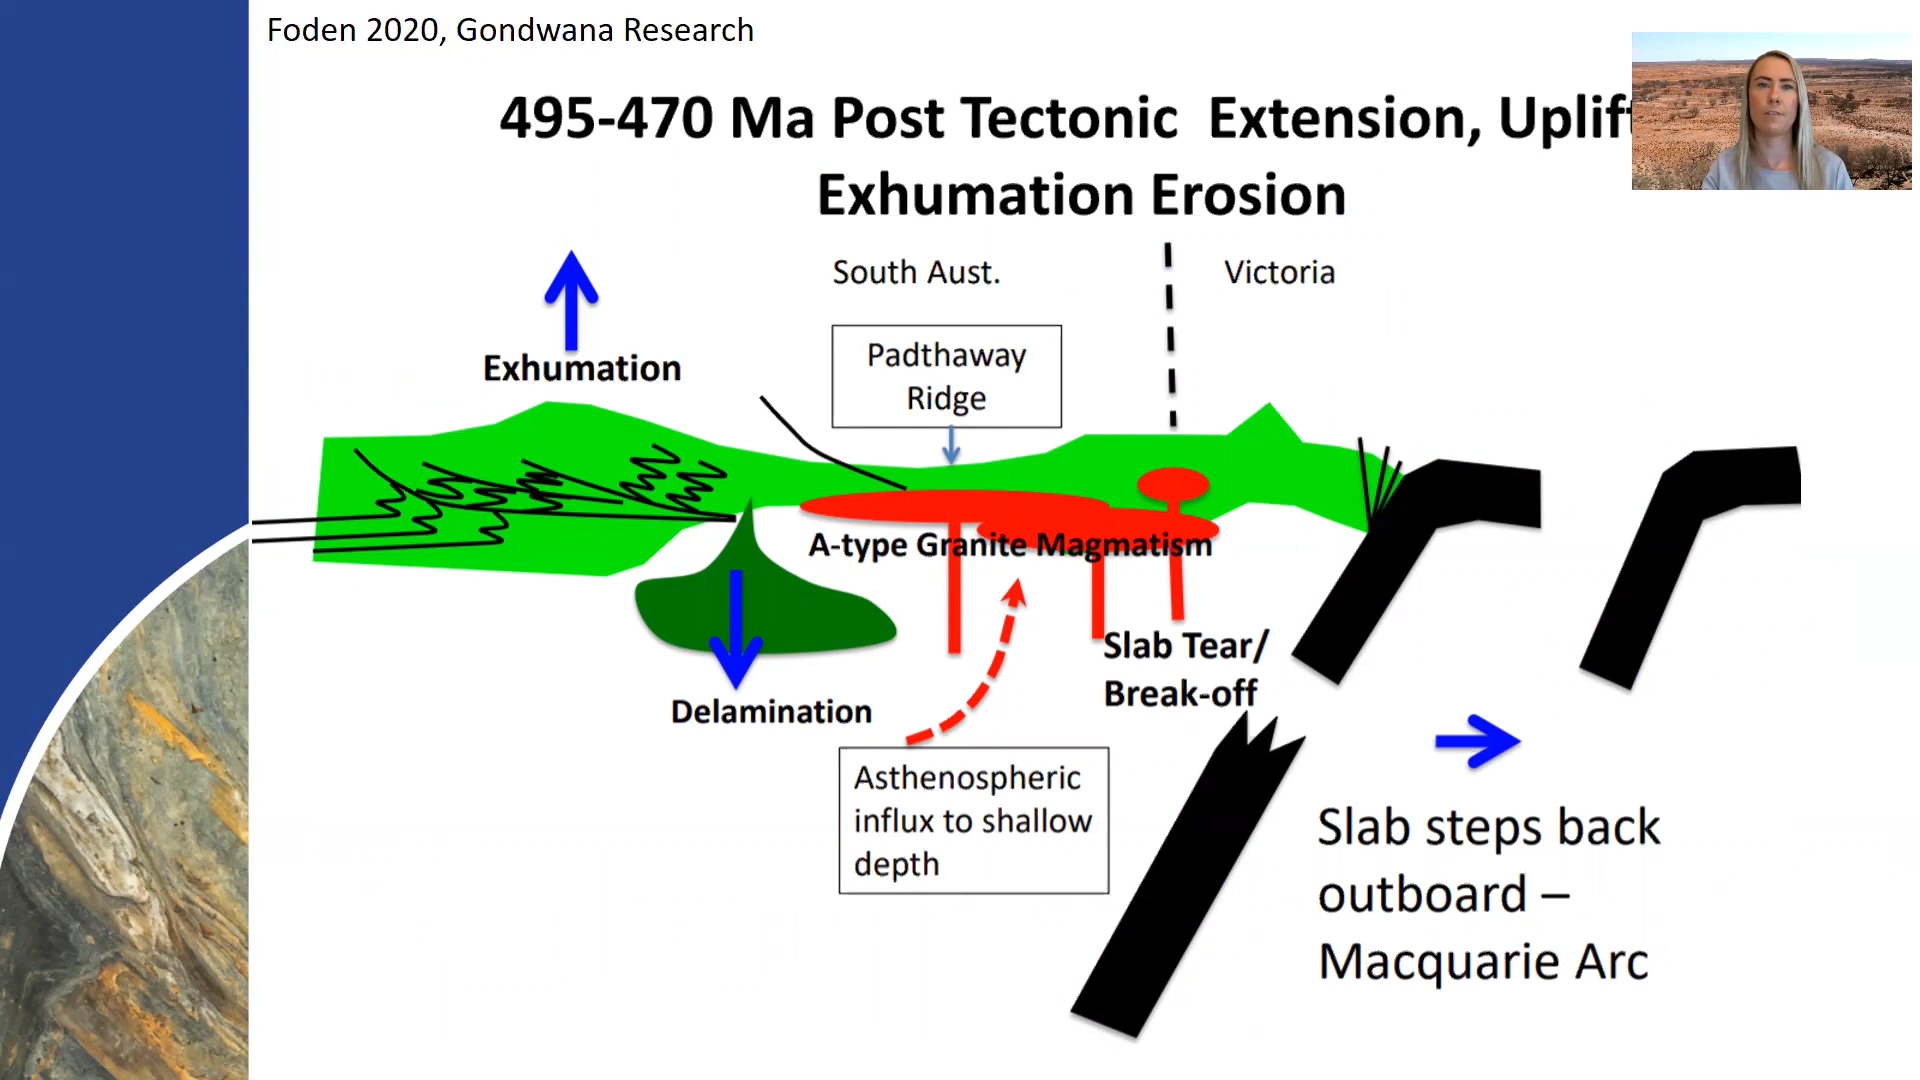 Foden 2020, Gondwana Research
495-470 Ma Post Tectonic Extension, Uplift
Exhumation Erosion
South Aust.
Victoria
Exhumation
Padthaway
Ridge
A-type Granite Magmatism
Slab Tear/
Break-off
Delamination
Asthenospheric
influx to shallow
depth
Slab steps back
outboard –
Macquarie Arc